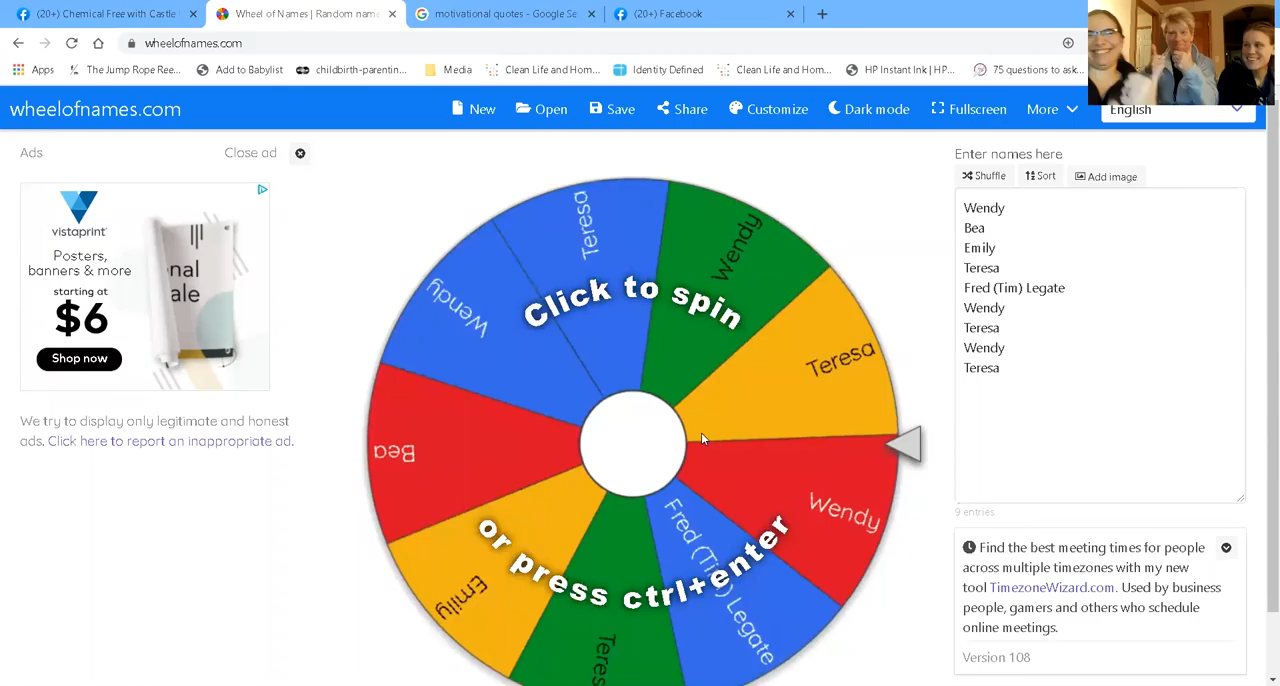 (20+) Chemical Free with Castle
Wheel of Names | Random name
motivational quotes - Google Se
(20+) Facebook
wheelofnames.com
Apps
The Jump Rope Ree...
Add to Babylist
childbirth-parentin...
Media
Clean Life and Hom...
Identity Defined
Clean Life and Hom...
HP Instant Ink | HP...
75 questions to ask...
wheelofnames.com
New
Open
Save
Share
Customize
Dark mode
Fullscreen
More
English
Ads
Close ad
vistaprint
Posters,
banners & more
starting at
$6
Shop now
nal
ale
We try to display only legitimate and honest
ads. Click here to report an inappropriate ad.
Teresa
Wendy
Teresa
Wendy
Fred (Tim) Legate
Teres
Emily
Bea
Wendy
Click to spin
or press ctrl+enter
Enter names here
Shuffle
Sort
Add image
Wendy
Bea
Emily
Teresa
Fred (Tim) Legate
Wendy
Teresa
Wendy
Teresa
9 entries
Find the best meeting times for people
across multiple timezones with my new
tool TimezoneWizard.com. Used by business
people, gamers and others who schedule
online meetings.
Version 108